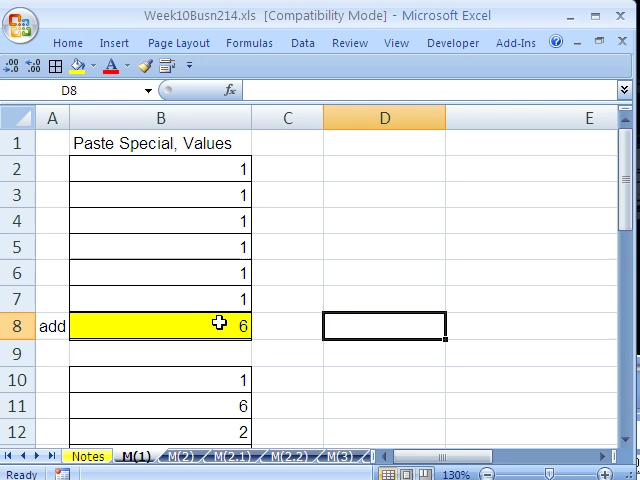 Week10Busn214.xls [Compatibility Mode] - Microsoft Excel
Home Insert Page Layout Formulas Data Review View Developer Add-Ins
D8 fx
A B C D E
1 Paste Special, Values
2 1
3 1
4 1
5 1
6 1
7 1
8 add 6
9
10 1
11 6
12 2
Notes M(1) M(2) M(2.1) M(2.2) M(3)
Ready 130%